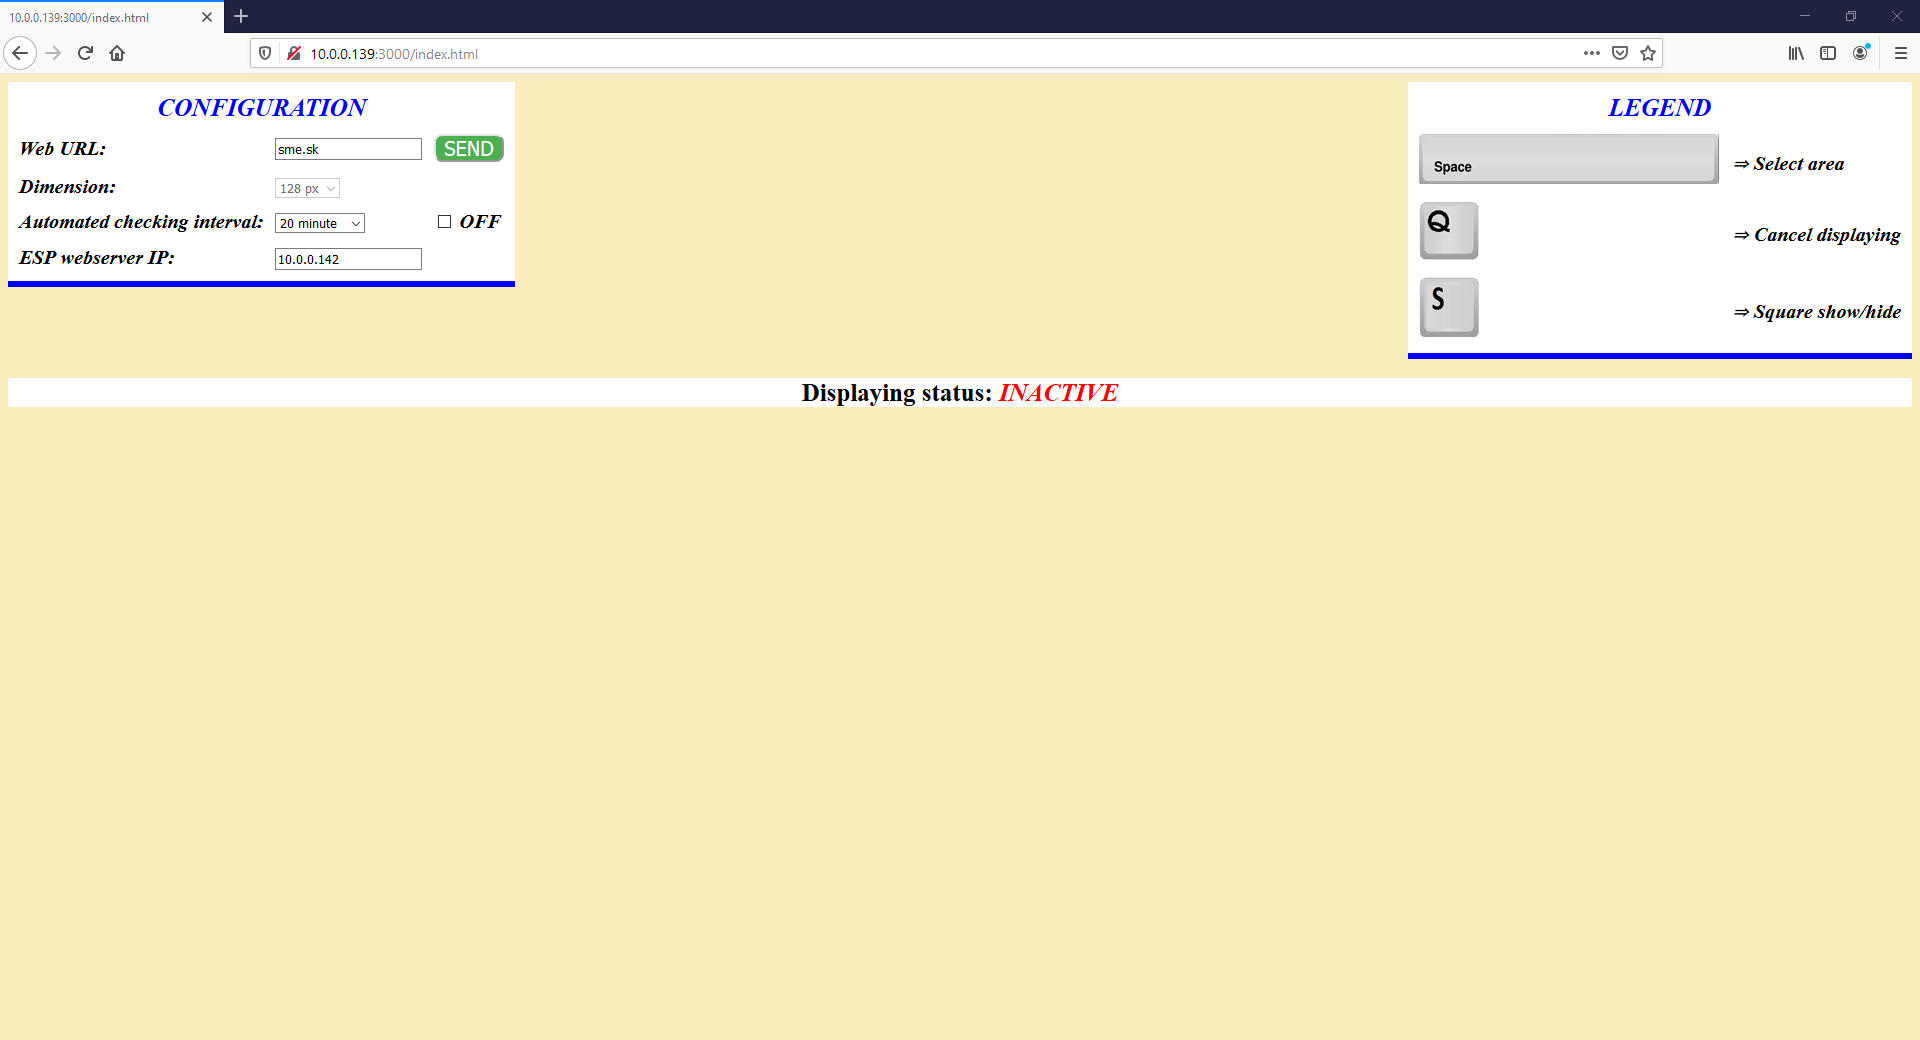 10.0.0.139:3000/index.html
10.0.0.139:3000/index.html
CONFIGURATION
Web URL: sme.sk SEND
Dimension: 128 px
Automated checking interval: 20 minute OFF
ESP webserver IP: 10.0.0.142
LEGEND
Space ⇒ Select area
Q ⇒ Cancel displaying
S ⇒ Square show/hide
Displaying status: INACTIVE